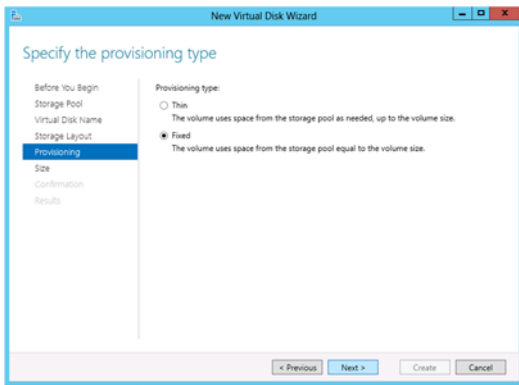 New Virtual Disk Wizard
Specify the provisioning type
Before You Begin
Storage Pool
Virtual Disk Name
Storage Layout
Provisioning
Size
Confirmation
Results
Provisioning type:
Thin
The volume uses space from the storage pool as needed, up to the volume size.
Fixed
The volume uses space from the storage pool equal to the volume size.
< Previous
Next >
Create
Cancel